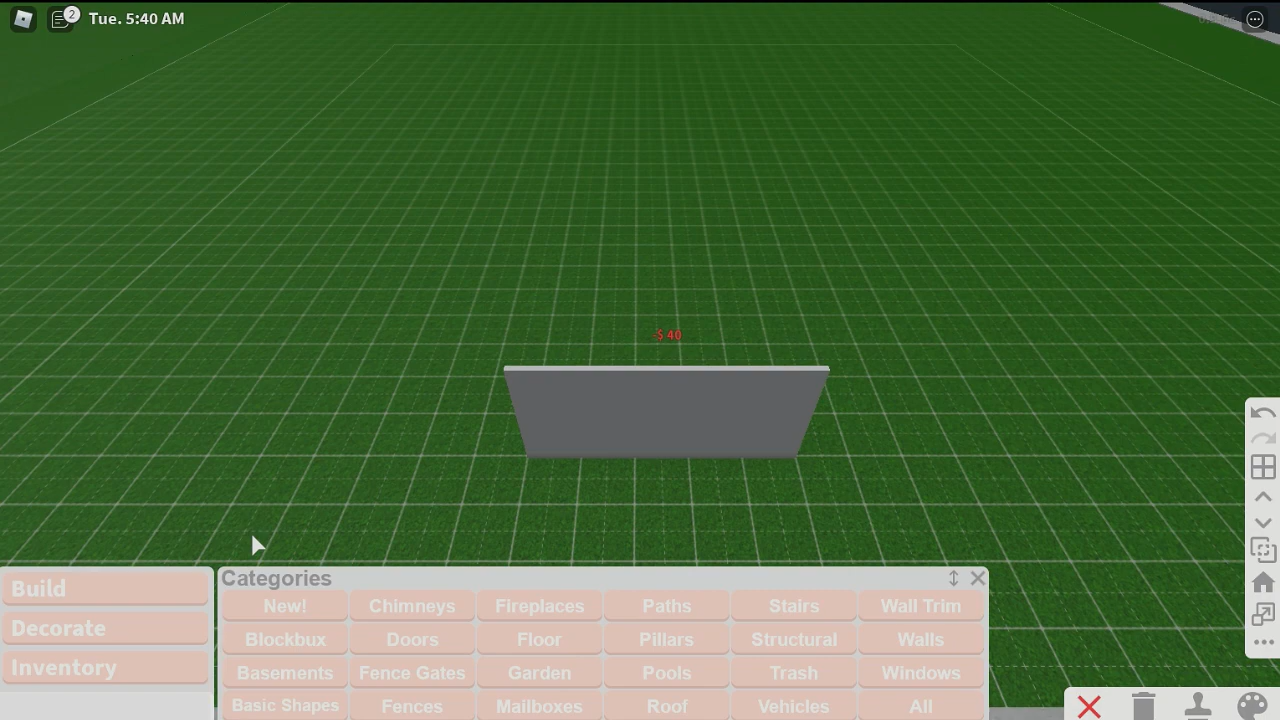 2
Tue. 5:40 AM
-$ 40
Build
Decorate
Inventory
Categories
New! Chimneys Fireplaces Paths Stairs Wall Trim
Blockbux Doors Floor Pillars Structural Walls
Basements Fence Gates Garden Pools Trash Windows
Basic Shapes Fences Mailboxes Roof Vehicles All